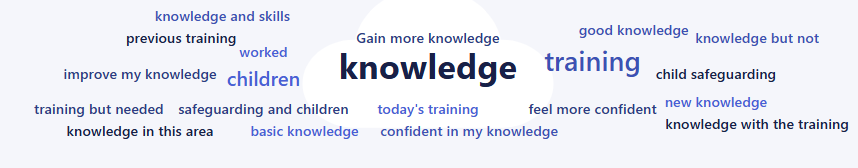 knowledge and skills
good knowledge
previous training
Gain more knowledge
knowledge but not
worked
knowledge
training
improve my knowledge
children
child safeguarding
training but needed
safeguarding and children
today's training
feel more confident
new knowledge
knowledge in this area
basic knowledge
confident in my knowledge
knowledge with the training